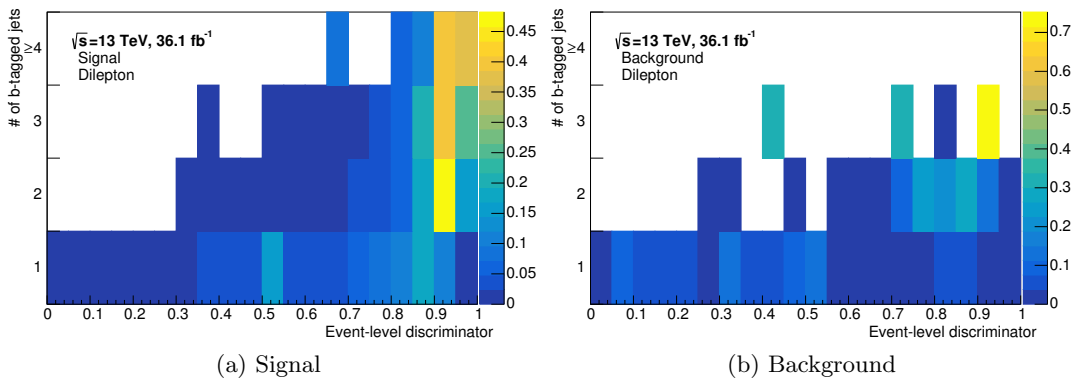 √s=13 TeV, 36.1 fb⁻¹
Signal
Dilepton
# of b-tagged jets
≥4
3
2
1
0 0.1 0.2 0.3 0.4 0.5 0.6 0.7 0.8 0.9 1
Event-level discriminator
0.45
0.4
0.35
0.3
0.25
0.2
0.15
0.1
0.05
0
(a) Signal
√s=13 TeV, 36.1 fb⁻¹
Background
Dilepton
# of b-tagged jets
≥4
3
2
1
0 0.1 0.2 0.3 0.4 0.5 0.6 0.7 0.8 0.9 1
Event-level discriminator
0.7
0.6
0.5
0.4
0.3
0.2
0.1
0
(b) Background